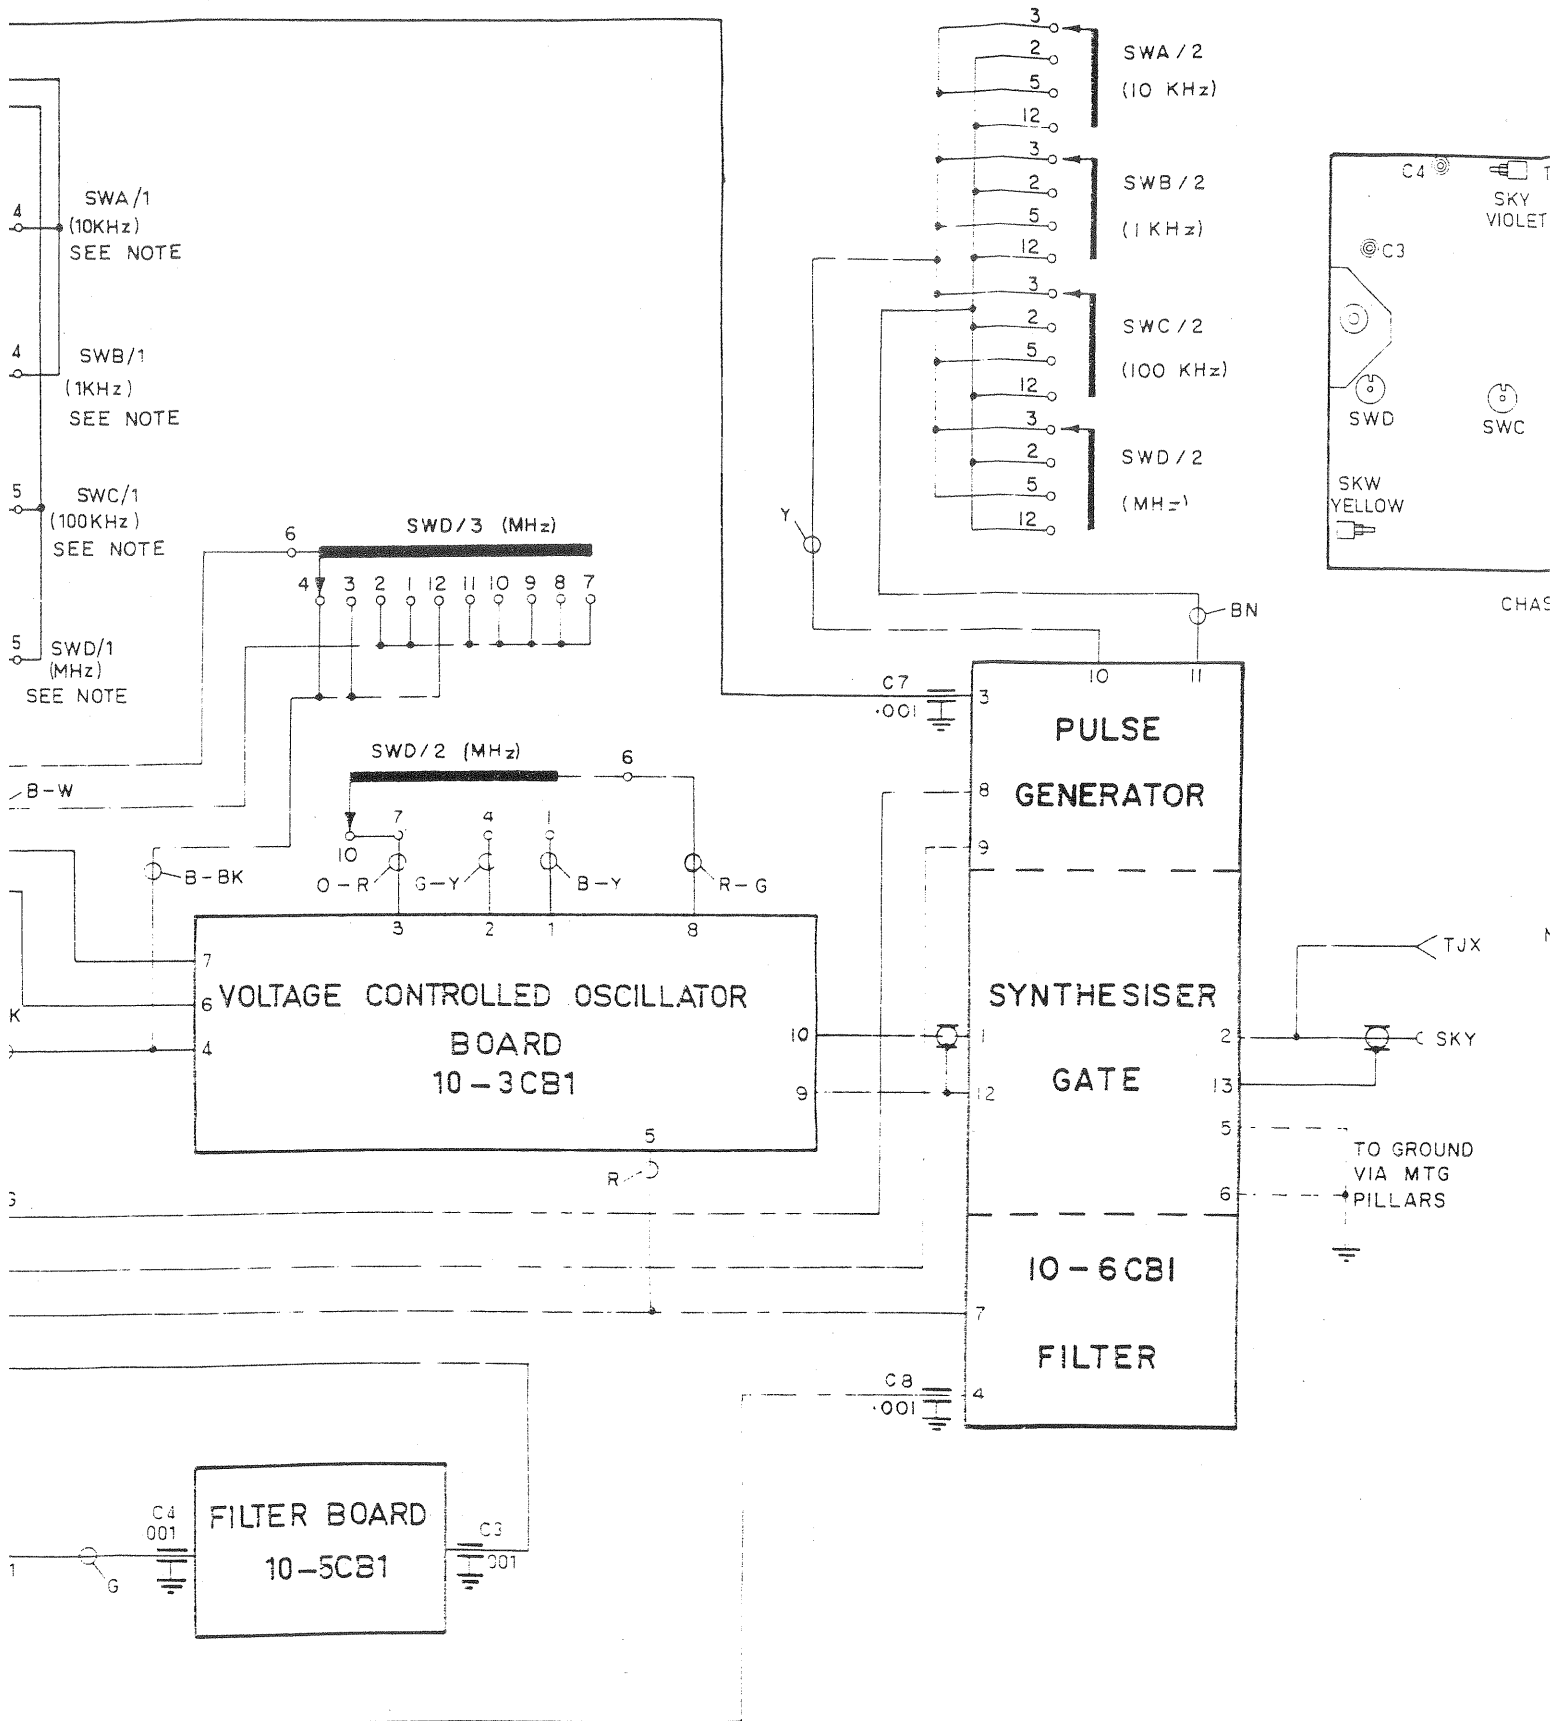 3
2
5
12
SWA/2
(10 KHz)
3
2
5
12
SWB/2
(1 KHz)
3
2
5
12
SWC/2
(100 KHz)
3
2
5
12
SWD/2
(MHz)
4
SWA/1
(10KHz)
SEE NOTE
4
SWB/1
(1KHz)
SEE NOTE
5
SWC/1
(100KHz)
SEE NOTE
5
SWD/1
(MHz)
SEE NOTE
C4
SKY
VIOLET
C3
SWD
SWC
SKW
YELLOW
CHAS
6
SWD/3 (MHz)
4 3 2 1 12 11 10 9 8 7
Y
BN
B-W
SWD/2 (MHz)
6
10
7
4
1
B-BK
O-R
G-Y
B-Y
R-G
3 2 1 8
7
6
4
K
VOLTAGE CONTROLLED OSCILLATOR
BOARD
10-3CB1
10
9
5
R
C7
.001
10
11
3
PULSE
8
GENERATOR
9
SYNTHESISER
1
2
GATE
12
13
5
6
10-6CB1
7
FILTER
4
C8
.001
TJX
SKY
TO GROUND
VIA MTG
PILLARS
C4
001
FILTER BOARD
10-5CB1
C3
001
G